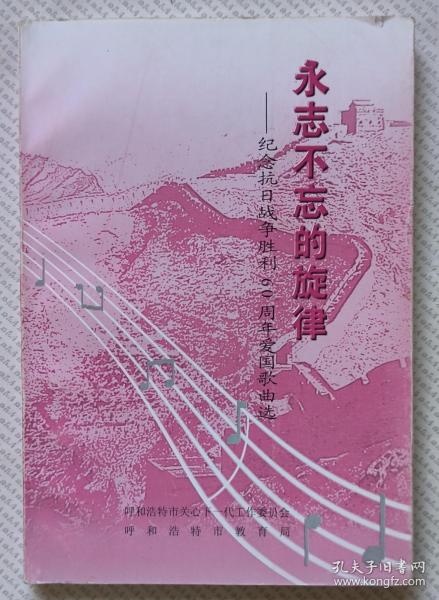 永志不忘的旋律
——纪念抗日战争胜利60周年爱国歌曲选
呼和浩特市关心下一代工作委员会
呼和浩特市教育局
孔夫子旧书网
www.kongfz.com